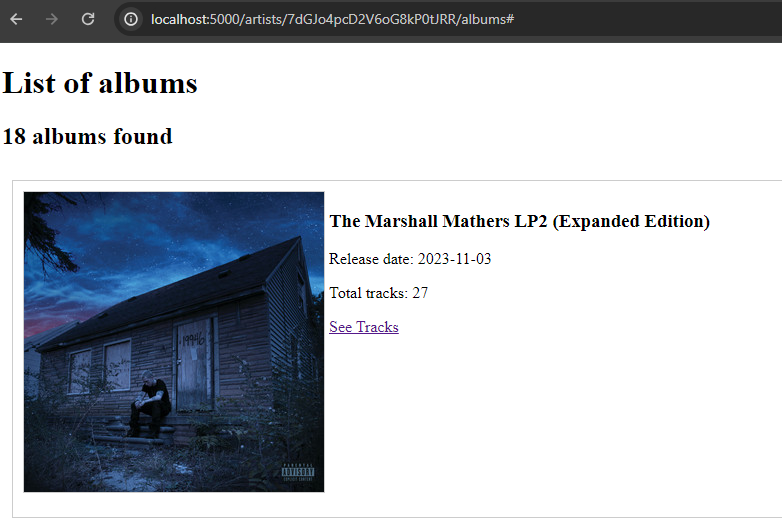 localhost:5000/artists/7dGJo4pcD2V6oG8kP0tJRR/albums#
List of albums
18 albums found
The Marshall Mathers LP2 (Expanded Edition)
Release date: 2023-11-03
Total tracks: 27
See Tracks
19946
PARENTAL
ADVISORY
EXPLICIT CONTENT